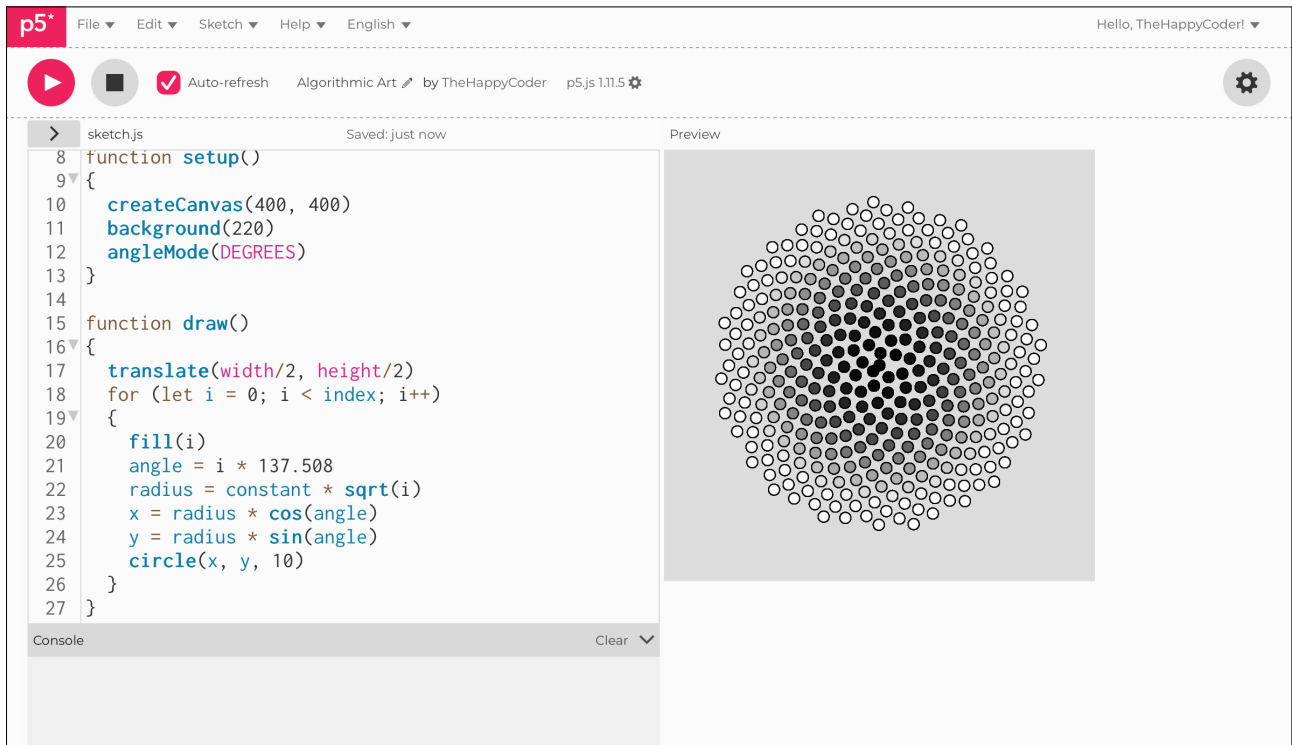 p5* File Edit Sketch Help English Hello, TheHappyCoder!
Auto-refresh Algorithmic Art by TheHappyCoder p5.js 1.11.5
sketch.js Saved: just now Preview
8 function setup()
9 {
10 createCanvas(400, 400)
11 background(220)
12 angleMode(DEGREES)
13 }
14
15 function draw()
16 {
17 translate(width/2, height/2)
18 for (let i = 0; i < index; i++)
19 {
20 fill(i)
21 angle = i * 137.508
22 radius = constant * sqrt(i)
23 x = radius * cos(angle)
24 y = radius * sin(angle)
25 circle(x, y, 10)
26 }
27 }
Console Clear